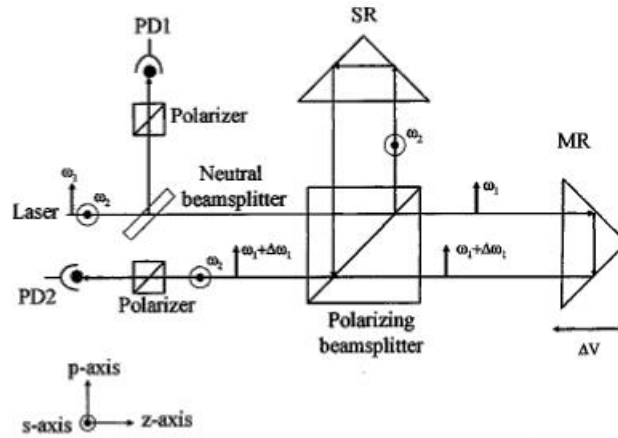 SR
PD1
Polarizer
ω₂
MR
Neutral
beamsplitter
ω₁
ω₂
ω₁
Laser
ω₁+Δω₁
ω₂
ω₁+Δω₁
PD2
Polarizer
Polarizing
beamsplitter
ΔV
p-axis
s-axis
z-axis